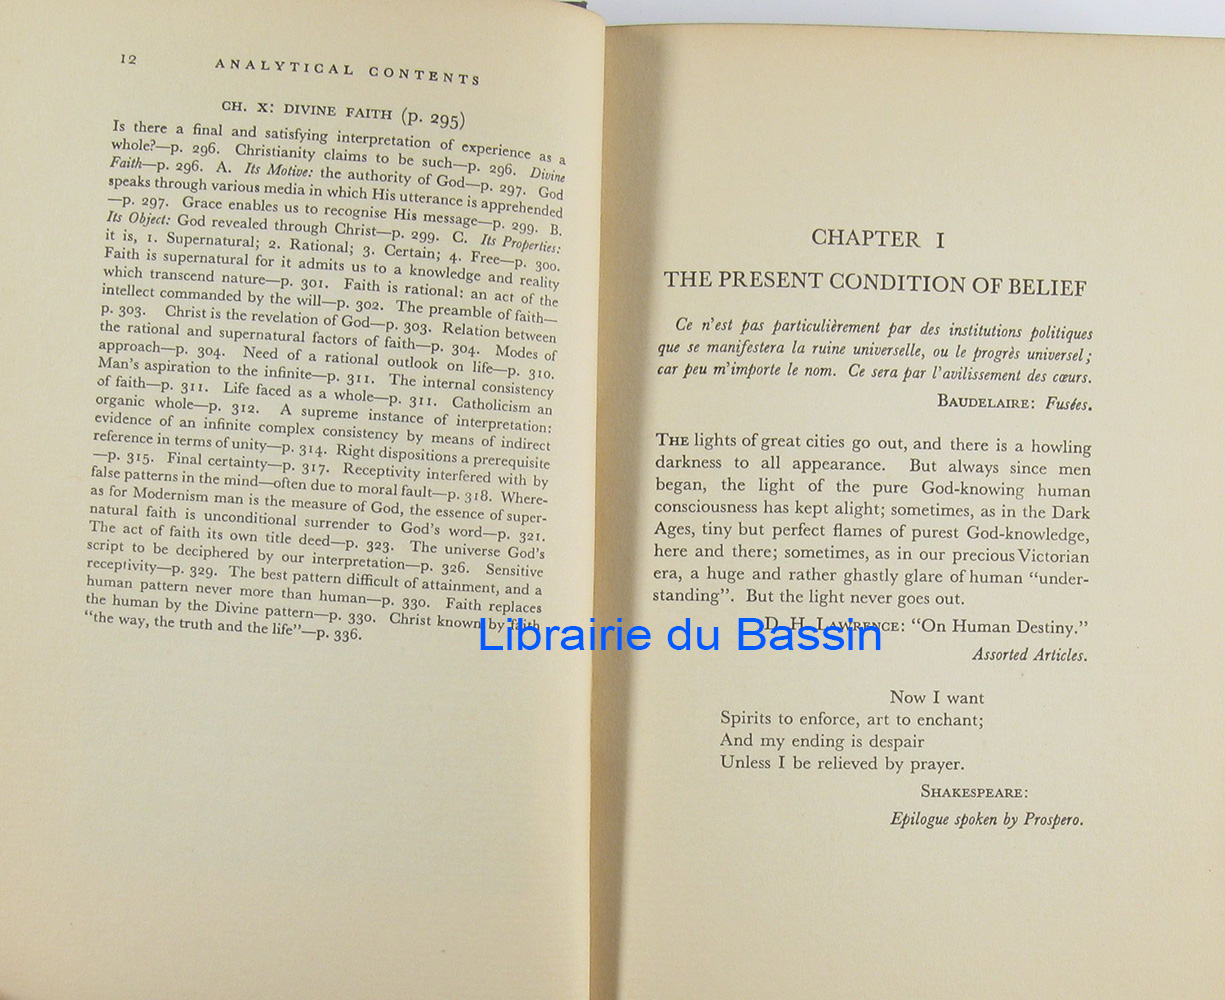 12
ANALYTICAL CONTENTS
CH. X: DIVINE FAITH (p. 295)
Is there a final and satisfying interpretation of experience as a
whole?—p. 296. Christianity claims to be such—p. 296. Divine
Faith—p. 296. A. Its Motive: the authority of God—p. 297. God
speaks through various media in which His utterance is apprehended
—p. 297. Grace enables us to recognise His message—p. 299. B.
Its Object: God revealed through Christ—p. 299. C. Its Properties:
it is, 1. Supernatural; 2. Rational; 3. Certain; 4. Free—p. 300.
Faith is supernatural for it admits us to a knowledge and reality
which transcend nature—p. 301. Faith is rational: an act of the
intellect commanded by the will—p. 302. The preamble of faith—
p. 303. Christ is the revelation of God—p. 303. Relation between
the rational and supernatural factors of faith—p. 304. Modes of
approach—p. 304. Need of a rational outlook on life—p. 310.
Man's aspiration to the infinite—p. 311. The internal consistency
of faith—p. 311. Life faced as a whole—p. 311. Catholicism an
organic whole—p. 312. A supreme instance of interpretation:
evidence of an infinite complex consistency by means of indirect
reference in terms of unity—p. 314. Right dispositions a prerequisite
—p. 315. Final certainty—p. 317. Receptivity interfered with by
false patterns in the mind—often due to moral fault—p. 318. Where-
as for Modernism man is the measure of God, the essence of super-
natural faith is unconditional surrender to God's word—p. 321.
The act of faith its own title deed—p. 323. The universe God's
script to be deciphered by our interpretation—p. 326. Sensitive
receptivity—p. 329. The best pattern difficult of attainment, and a
human pattern never more than human—p. 330. Faith replaces
the human by the Divine pattern—p. 330. Christ known by faith
"the way, the truth and the life"—p. 336.
CHAPTER I
THE PRESENT CONDITION OF BELIEF
Ce n'est pas particulièrement par des institutions politiques
que se manifestera la ruine universelle, ou le progrès universel;
car peu m'importe le nom. Ce sera par l'avilissement des cœurs.
BAUDELAIRE: Fusées.
THE lights of great cities go out, and there is a howling
darkness to all appearance. But always since men
began, the light of the pure God-knowing human
consciousness has kept alight; sometimes, as in the Dark
Ages, tiny but perfect flames of purest God-knowledge,
here and there; sometimes, as in our precious Victorian
era, a huge and rather ghastly glare of human "under-
standing". But the light never goes out.
D. H. LAWRENCE: "On Human Destiny."
Assorted Articles.
Now I want
Spirits to enforce, art to enchant;
And my ending is despair
Unless I be relieved by prayer.
SHAKESPEARE:
Epilogue spoken by Prospero.
Librairie du Bassin